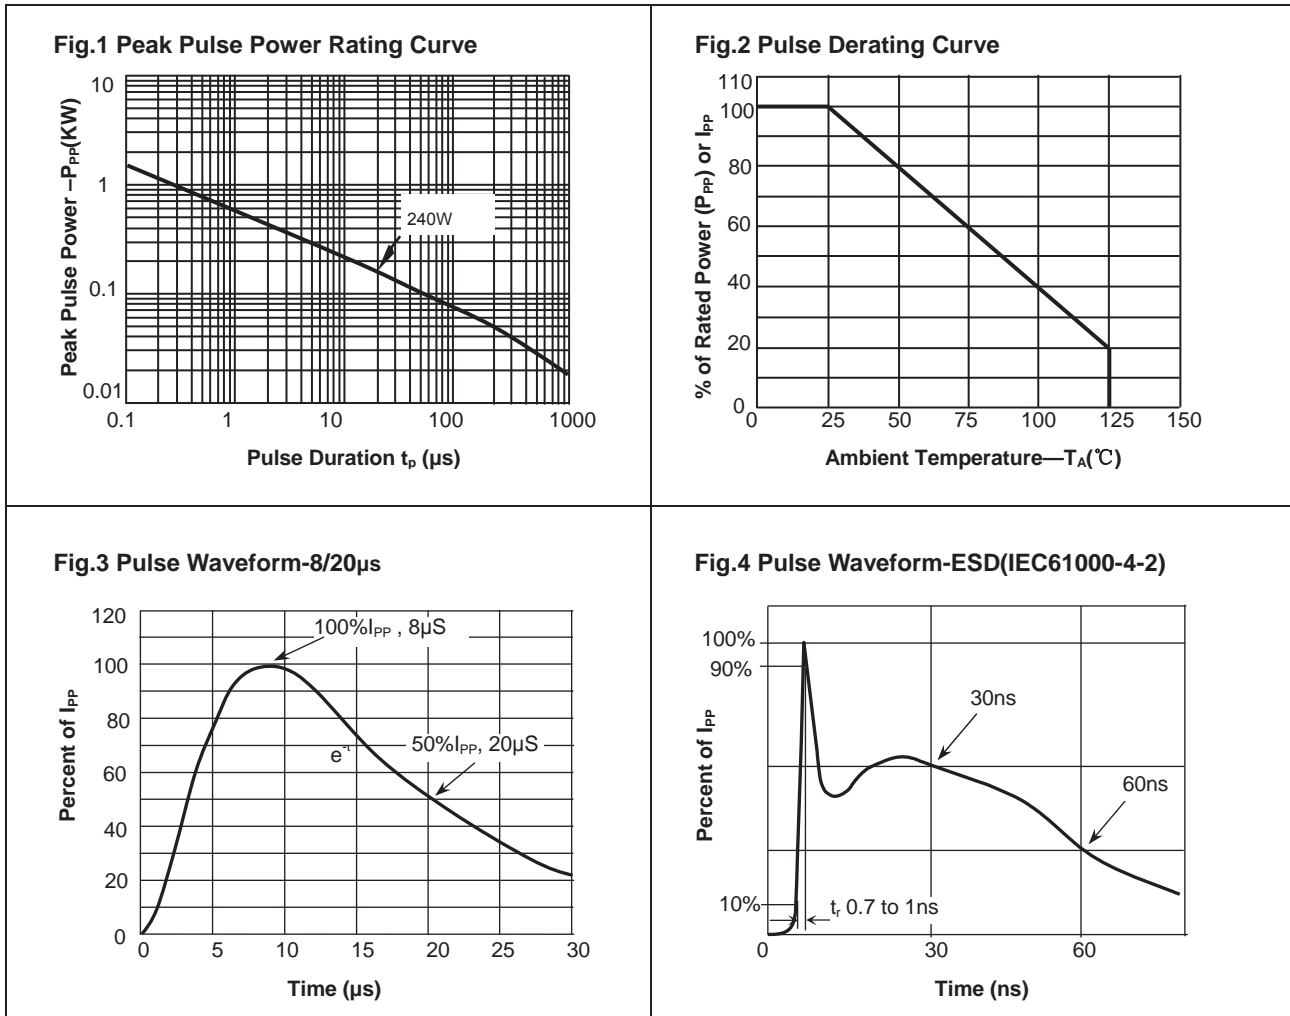 Fig.1 Peak Pulse Power Rating Curve
Peak Pulse Power –PPP(KW)
10
1
0.1
0.01
240W
0.1 1 10 100 1000
Pulse Duration tp (µs)
Fig.2 Pulse Derating Curve
% of Rated Power (PPP) or IPP
110
100
80
60
40
20
0
0 25 50 75 100 125 150
Ambient Temperature—TA(℃)
Fig.3 Pulse Waveform-8/20µs
Percent of IPP
120
100
80
60
40
20
0
100%IPP , 8µS
e-t
50%IPP, 20µS
0 5 10 15 20 25 30
Time (µs)
Fig.4 Pulse Waveform-ESD(IEC61000-4-2)
Percent of IPP
100%
90%
10%
30ns
60ns
tr 0.7 to 1ns
0 30 60
Time (ns)